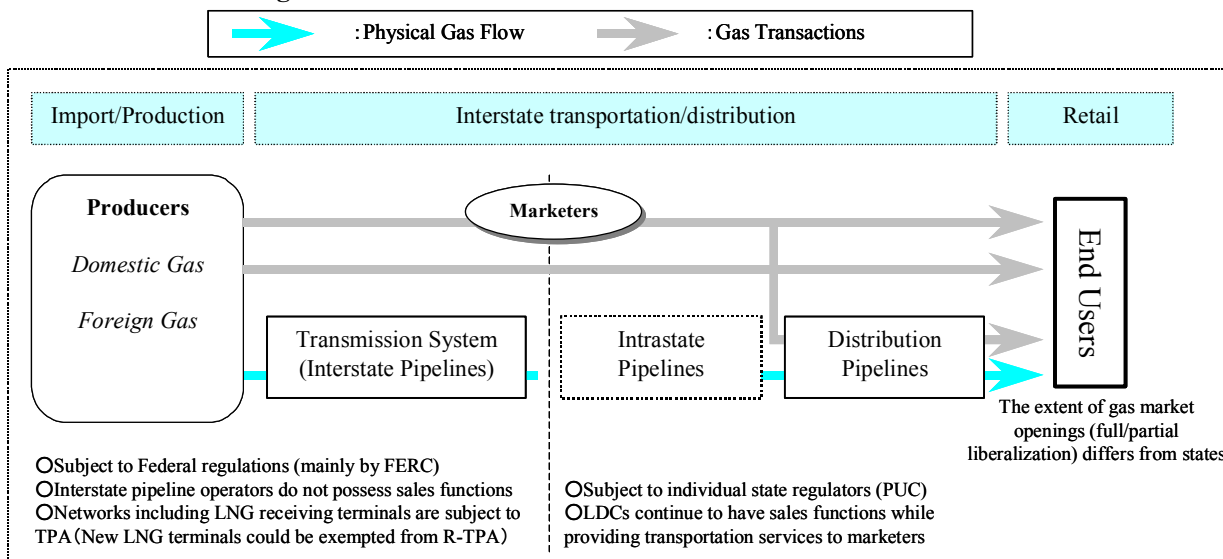 : Physical Gas Flow
: Gas Transactions
Import/Production
Interstate transportation/distribution
Retail
Producers
Domestic Gas
Foreign Gas
Marketers
Transmission System
(Interstate Pipelines)
Intrastate
Pipelines
Distribution
Pipelines
End Users
The extent of gas market
openings (full/partial
liberalization) differs from states
○Subject to Federal regulations (mainly by FERC)
○Interstate pipeline operators do not possess sales functions
○Networks including LNG receiving terminals are subject to
TPA(New LNG terminals could be exempted from R-TPA)
○Subject to individual state regulators (PUC)
○LDCs continue to have sales functions while
providing transportation services to marketers